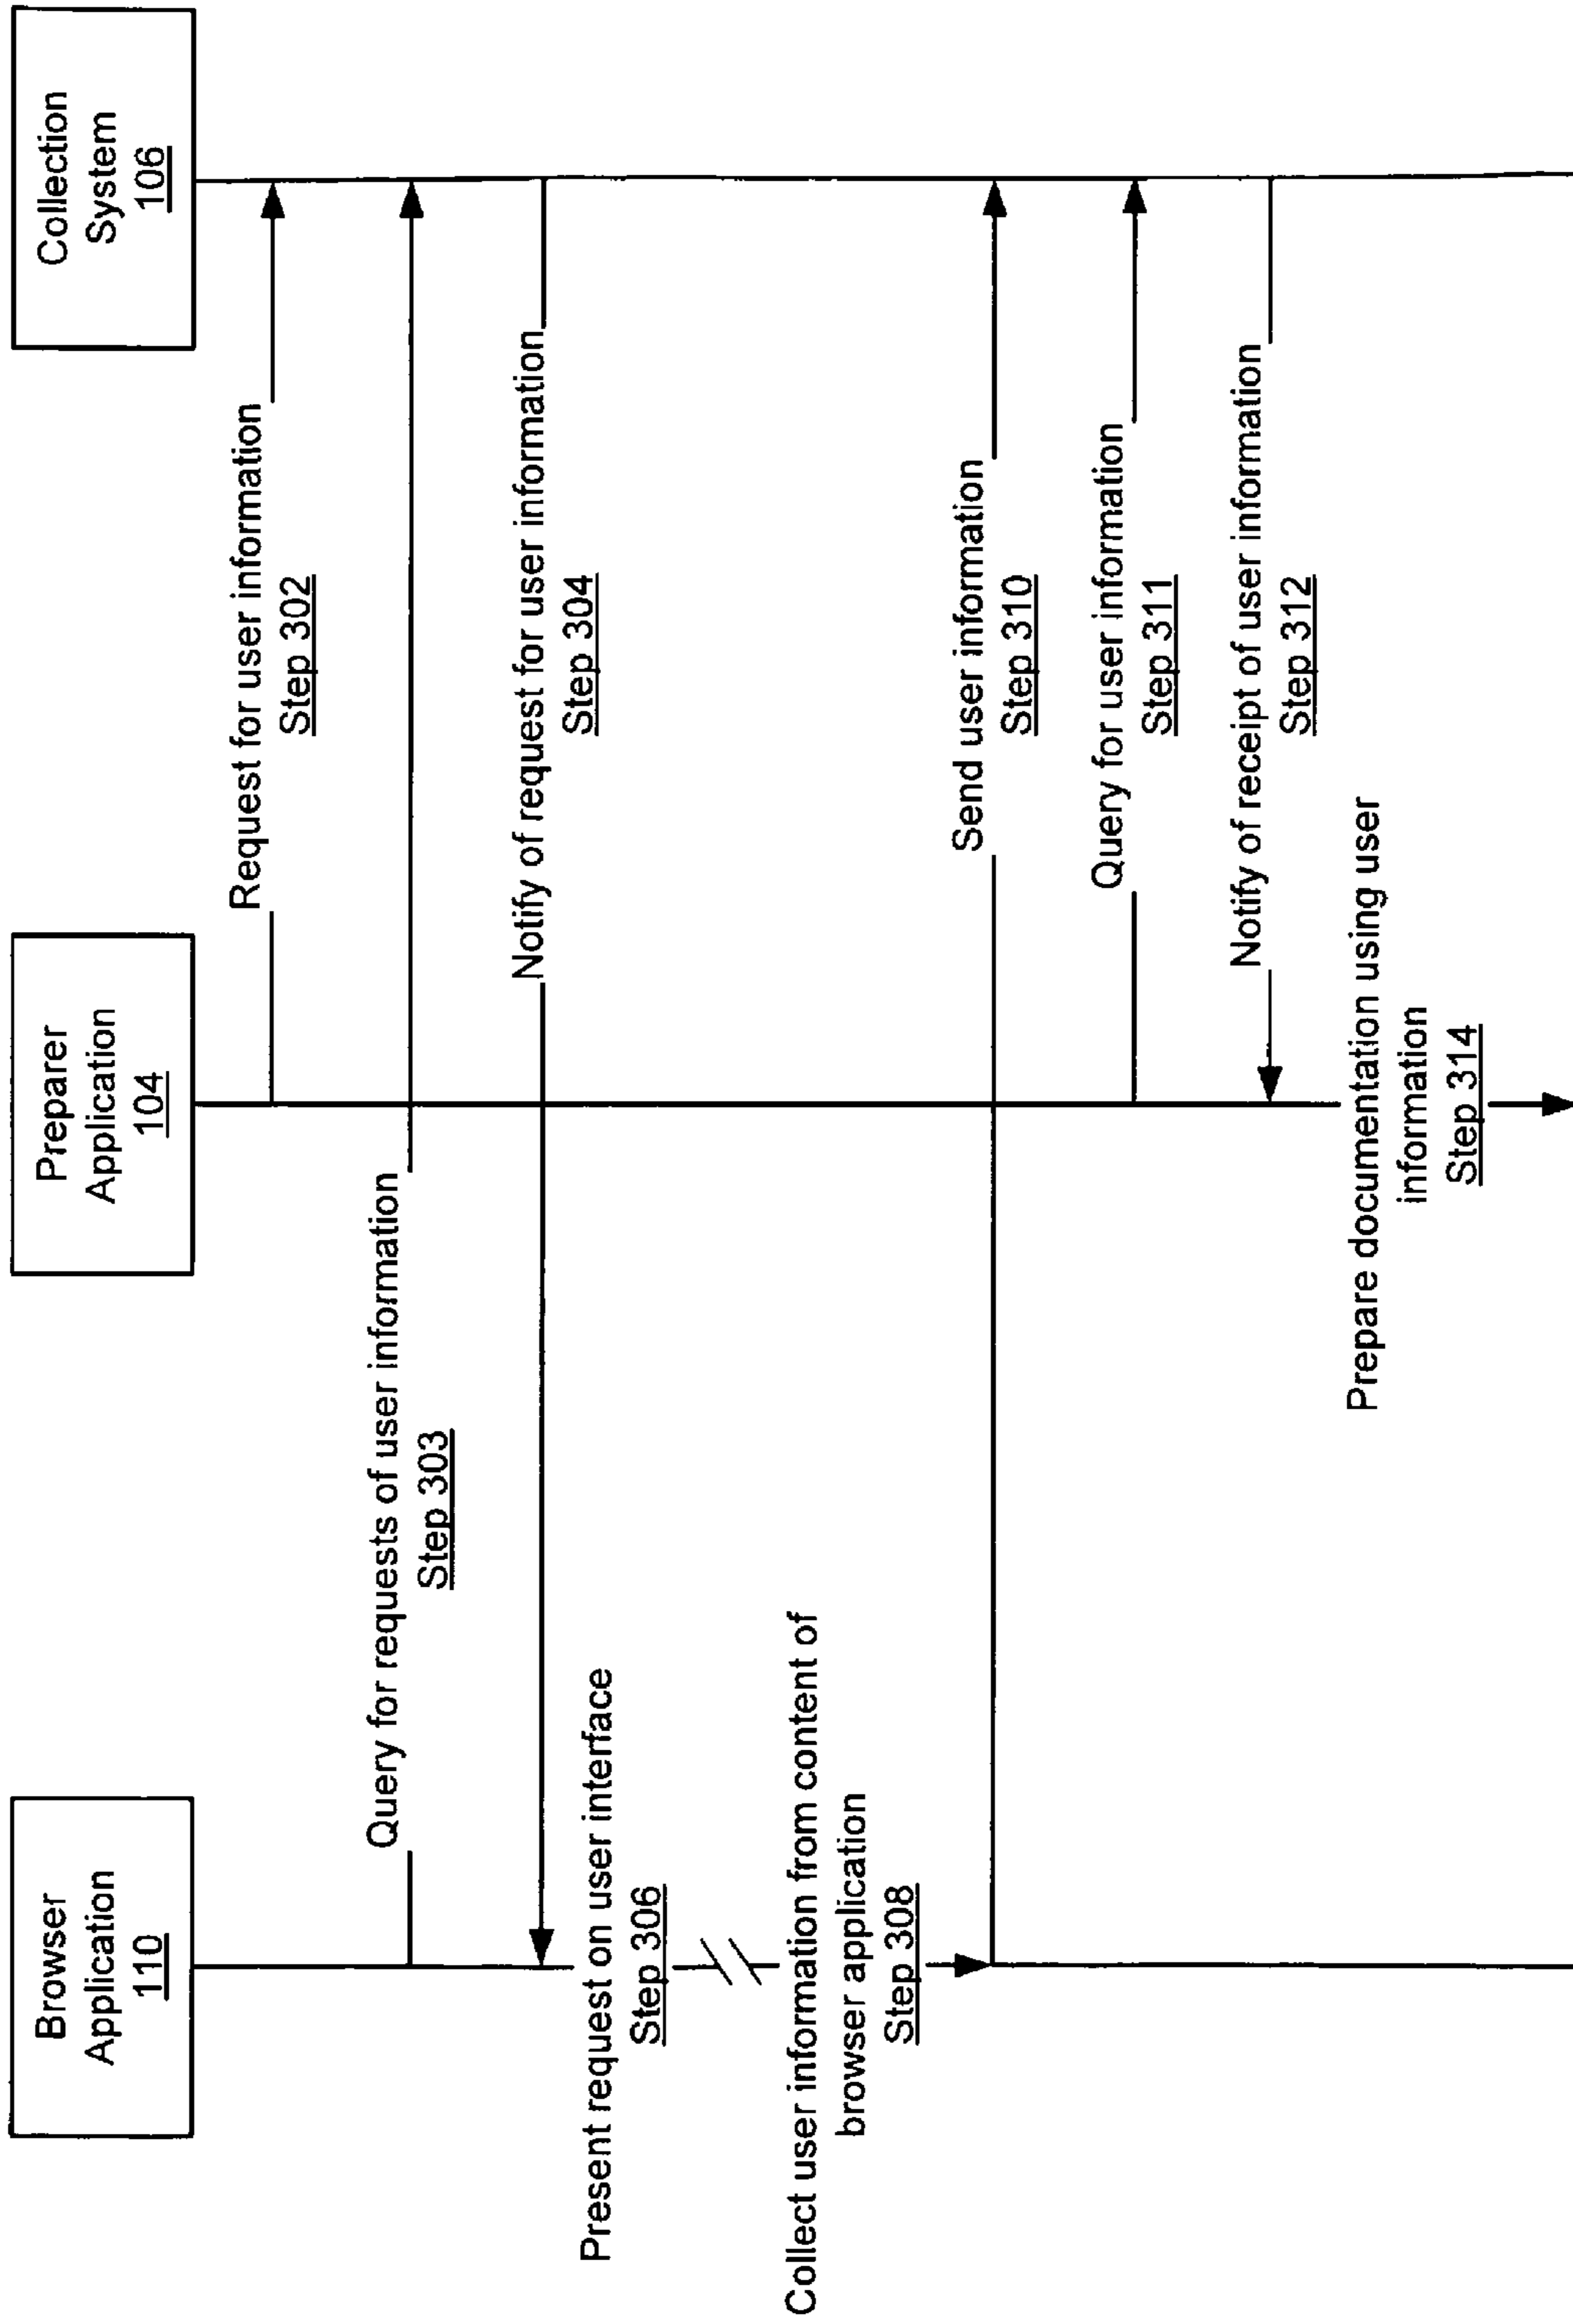 Browser
Application
110
Preparer
Application
104
Collection
System
106
Request for user information
Step 302
Query for requests of user information
Step 303
Notify of request for user information
Step 304
Present request on user interface
Step 306
Collect user information from content of
browser application
Step 308
Send user information
Step 310
Query for user information
Step 311
Notify of receipt of user information
Step 312
Prepare documentation using user
information
Step 314